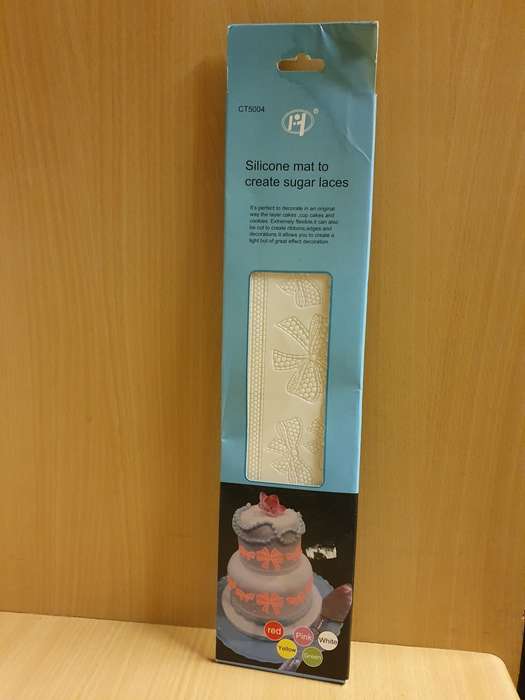 CT5004
®
Silicone mat to
create sugar laces
It's perfect to decorate in an original
way the layer cakes ,cup cakes and
cookies. Extremely flexible,it can also
be cut to create ribbons,edges and
decorations.It allows you to create a
light but of great effect decoration
red
Pink
White
Yellow
Green